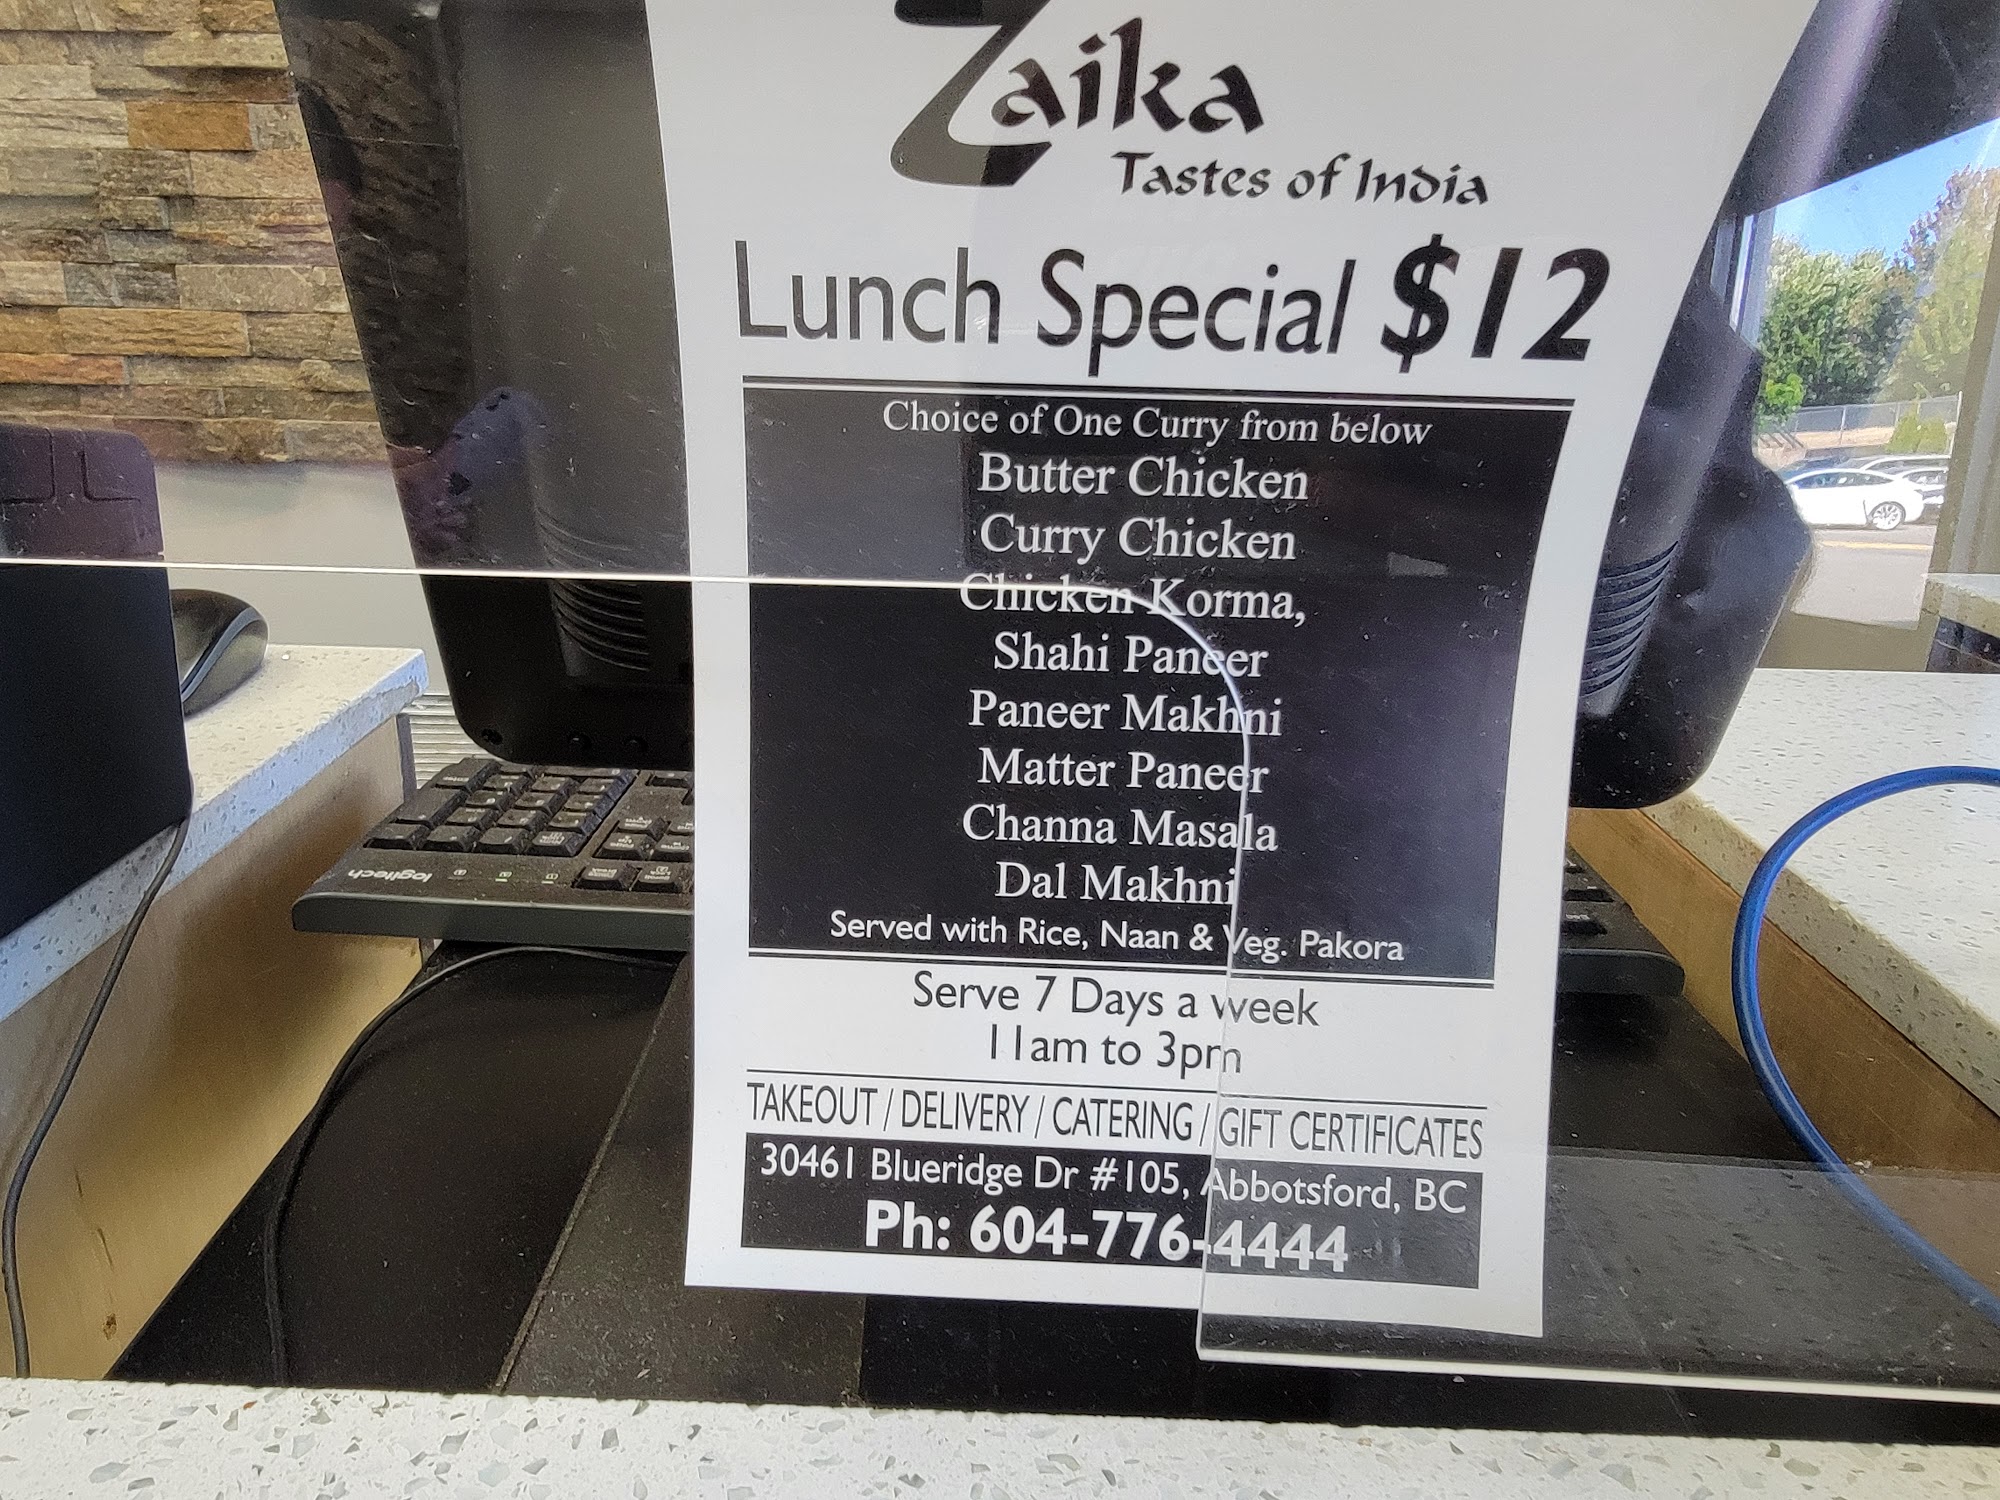 Zaika
Tastes of India
Lunch Special $12
Choice of One Curry from below
Butter Chicken
Curry Chicken
Chicken Korma,
Shahi Paneer
Paneer Makhni
Matter Paneer
Channa Masala
Dal Makhni
Served with Rice, Naan & Veg. Pakora
Serve 7 Days a week
11am to 3pm
TAKEOUT / DELIVERY / CATERING / GIFT CERTIFICATES
30461 Blueridge Dr #105, Abbotsford, BC
Ph: 604-776-4444
logitech